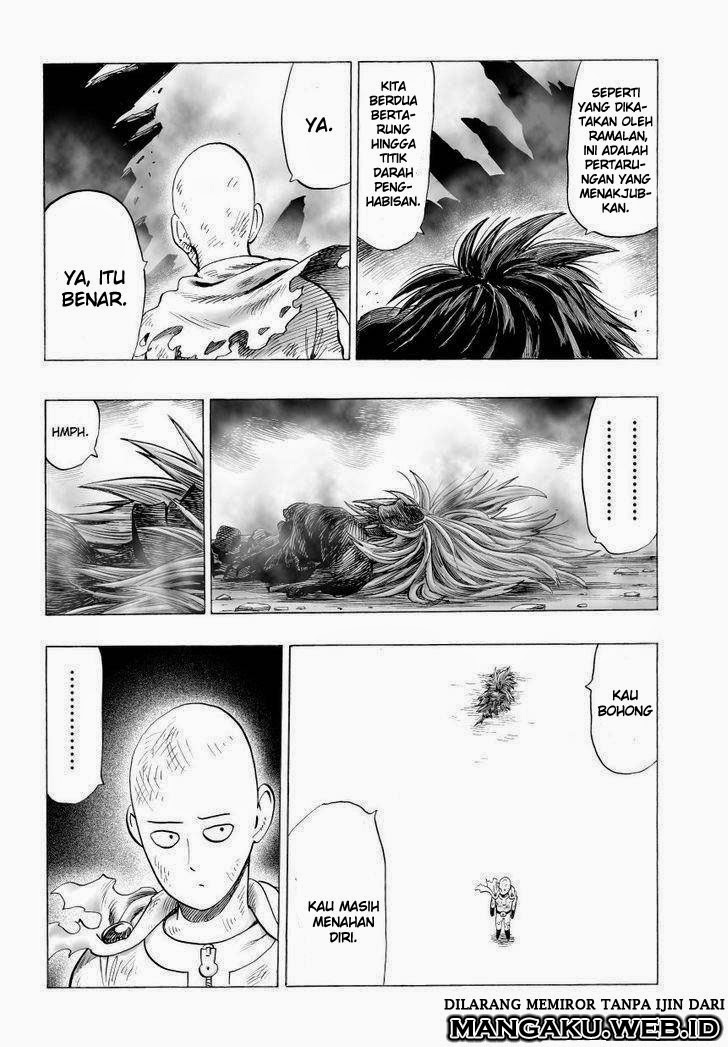 SEPERTI
YANG DIKA-
TAKAN OLEH
RAMALAN,
INI ADALAH
PERTARU-
NGAN YANG
MENAKJUB-
KAN.
KITA
BERDUA
BERTA-
RUNG
HINGGA
TITIK
DARAH
PENG-
HABISAN.
YA.
YA, ITU
BENAR.
.........
HMPH.
KAU
BOHONG
KAU MASIH
MENAHAN
DIRI.
.........
DILARANG MEMIROR TANPA IJIN DARI
MANGAKU.WEB.ID